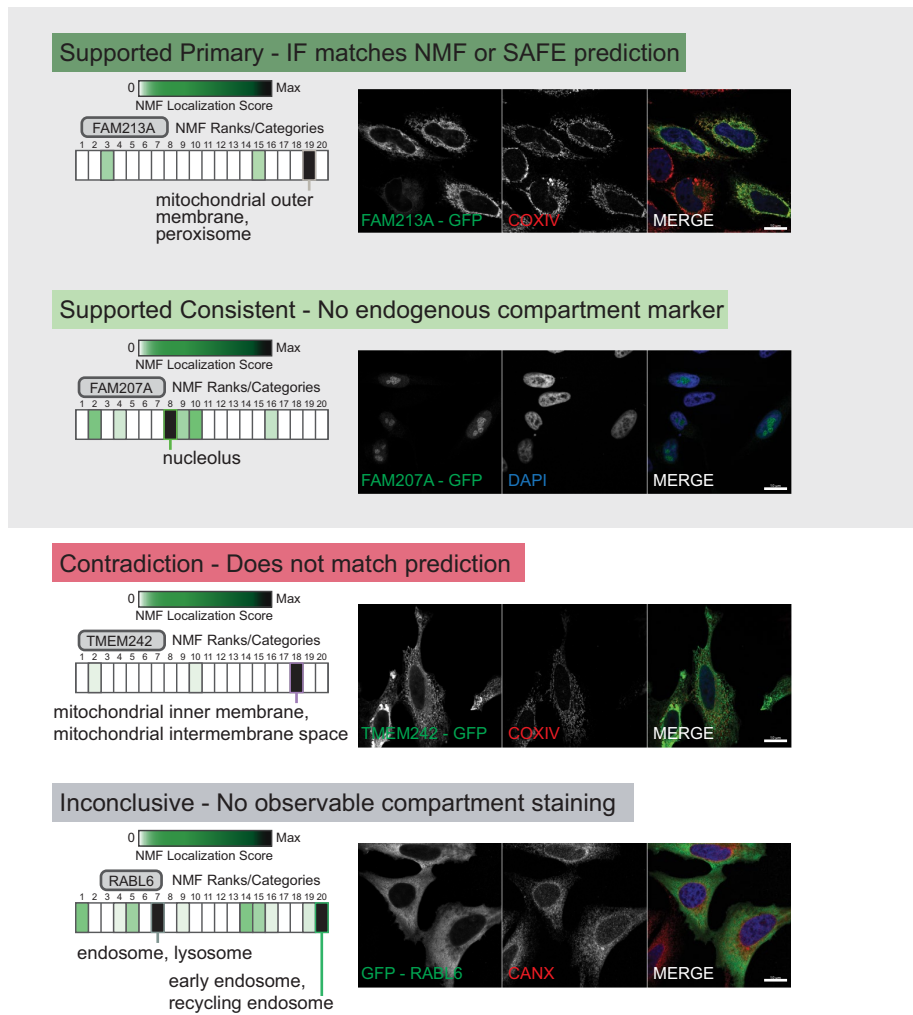 Supported Primary - IF matches NMF or SAFE prediction
0 Max
NMF Localization Score
FAM213A NMF Ranks/Categories
1 2 3 4 5 6 7 8 9 10 11 12 13 14 15 16 17 18 19 20
mitochondrial outer
membrane,
peroxisome
FAM213A - GFP COXIV MERGE
Supported Consistent - No endogenous compartment marker
0 Max
NMF Localization Score
FAM207A NMF Ranks/Categories
1 2 3 4 5 6 7 8 9 10 11 12 13 14 15 16 17 18 19 20
nucleolus
FAM207A - GFP DAPI MERGE
Contradiction - Does not match prediction
0 Max
NMF Localization Score
TMEM242 NMF Ranks/Categories
1 2 3 4 5 6 7 8 9 10 11 12 13 14 15 16 17 18 19 20
mitochondrial inner membrane,
mitochondrial intermembrane space
TMEM242 - GFP COXIV MERGE
Inconclusive - No observable compartment staining
0 Max
NMF Localization Score
RABL6 NMF Ranks/Categories
1 2 3 4 5 6 7 8 9 10 11 12 13 14 15 16 17 18 19 20
endosome, lysosome
early endosome,
recycling endosome
GFP - RABL6 CANX MERGE